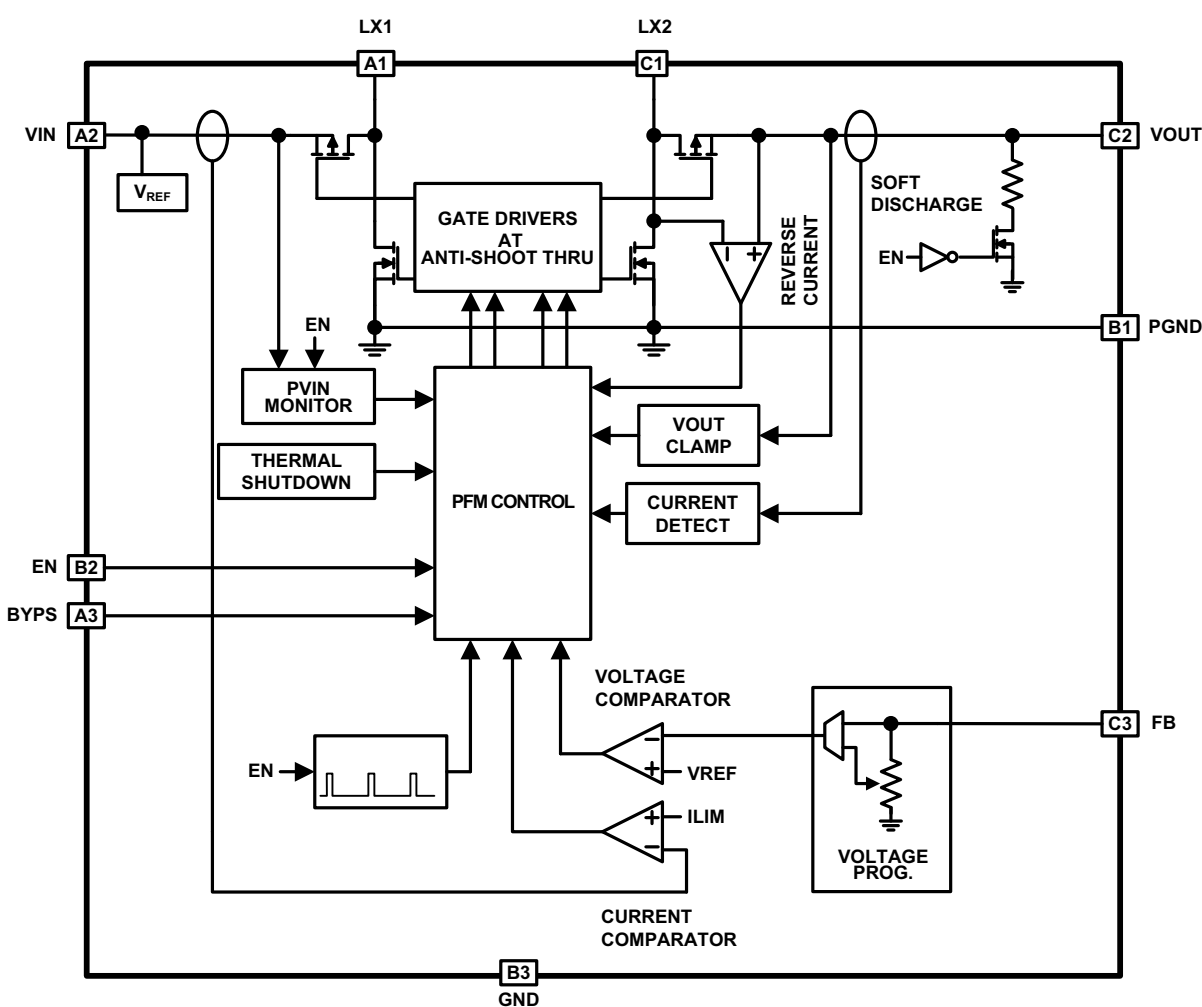 LX1
LX2
A1
C1
VIN
A2
C2
VOUT
VREF
SOFT
DISCHARGE
GATE DRIVERS
AT
ANTI-SHOOT THRU
REVERSE
CURRENT
EN
B1
PGND
EN
PVIN
MONITOR
VOUT
CLAMP
THERMAL
SHUTDOWN
PFM CONTROL
CURRENT
DETECT
EN
B2
BYPS
A3
VOLTAGE
COMPARATOR
C3
FB
EN
VREF
ILIM
VOLTAGE
PROG.
CURRENT
COMPARATOR
B3
GND